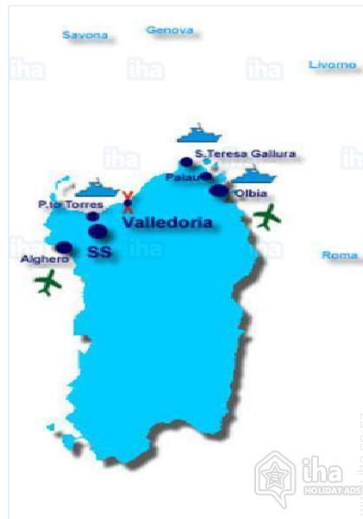 Savona
Genova
Livorno
S.Teresa Gallura
Palau
Olbia
P.to Torres
Valledoria
SS
Alghero
Roma
iha
HOLIDAY ADS